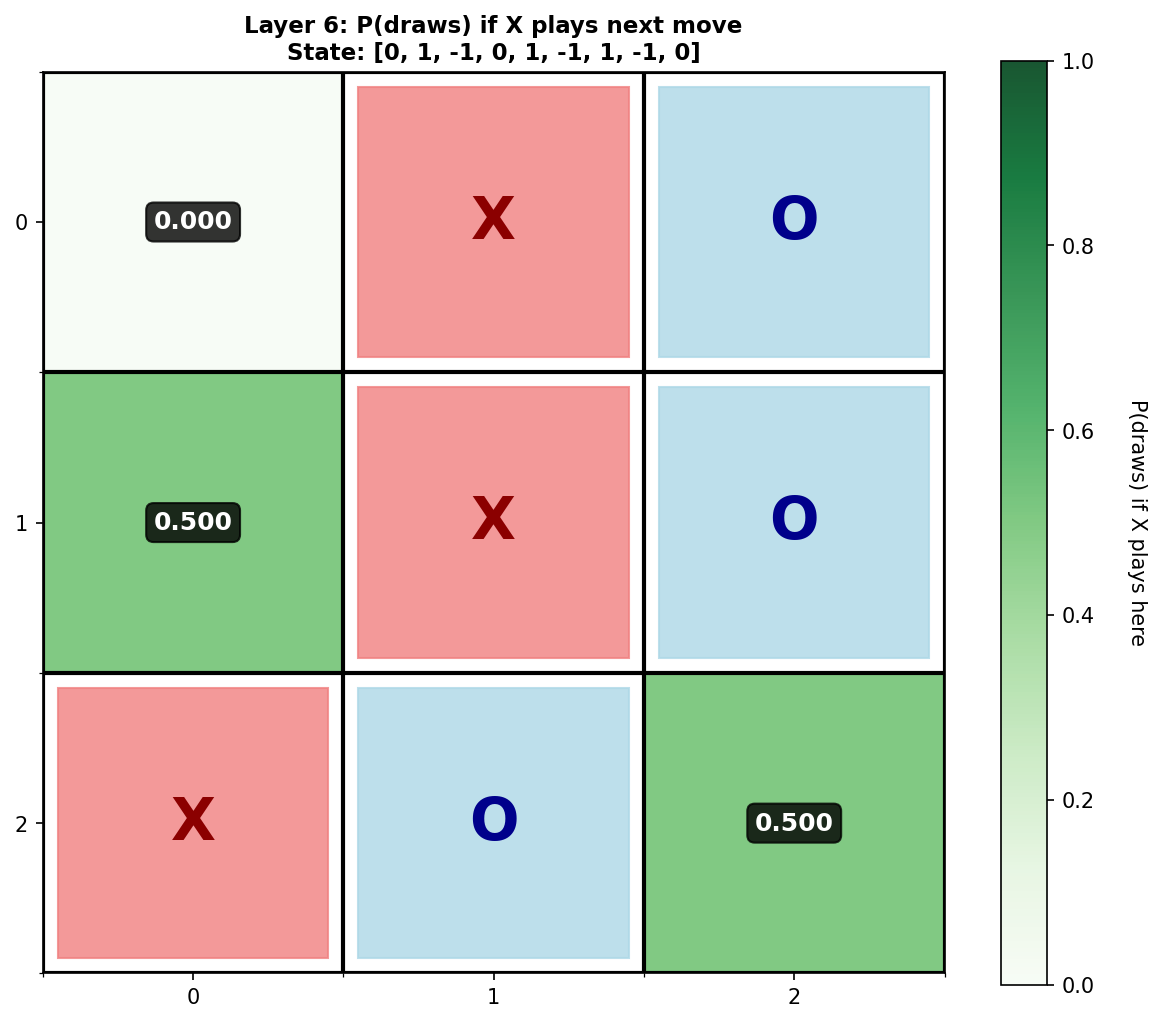 Layer 6: P(draws) if X plays next move
State: [0, 1, -1, 0, 1, -1, 1, -1, 0]
0
0.000
X
O
1
0.500
X
O
2
X
O
0.500
0
1
2
1.0
0.8
0.6
0.4
0.2
0.0
P(draws) if X plays here